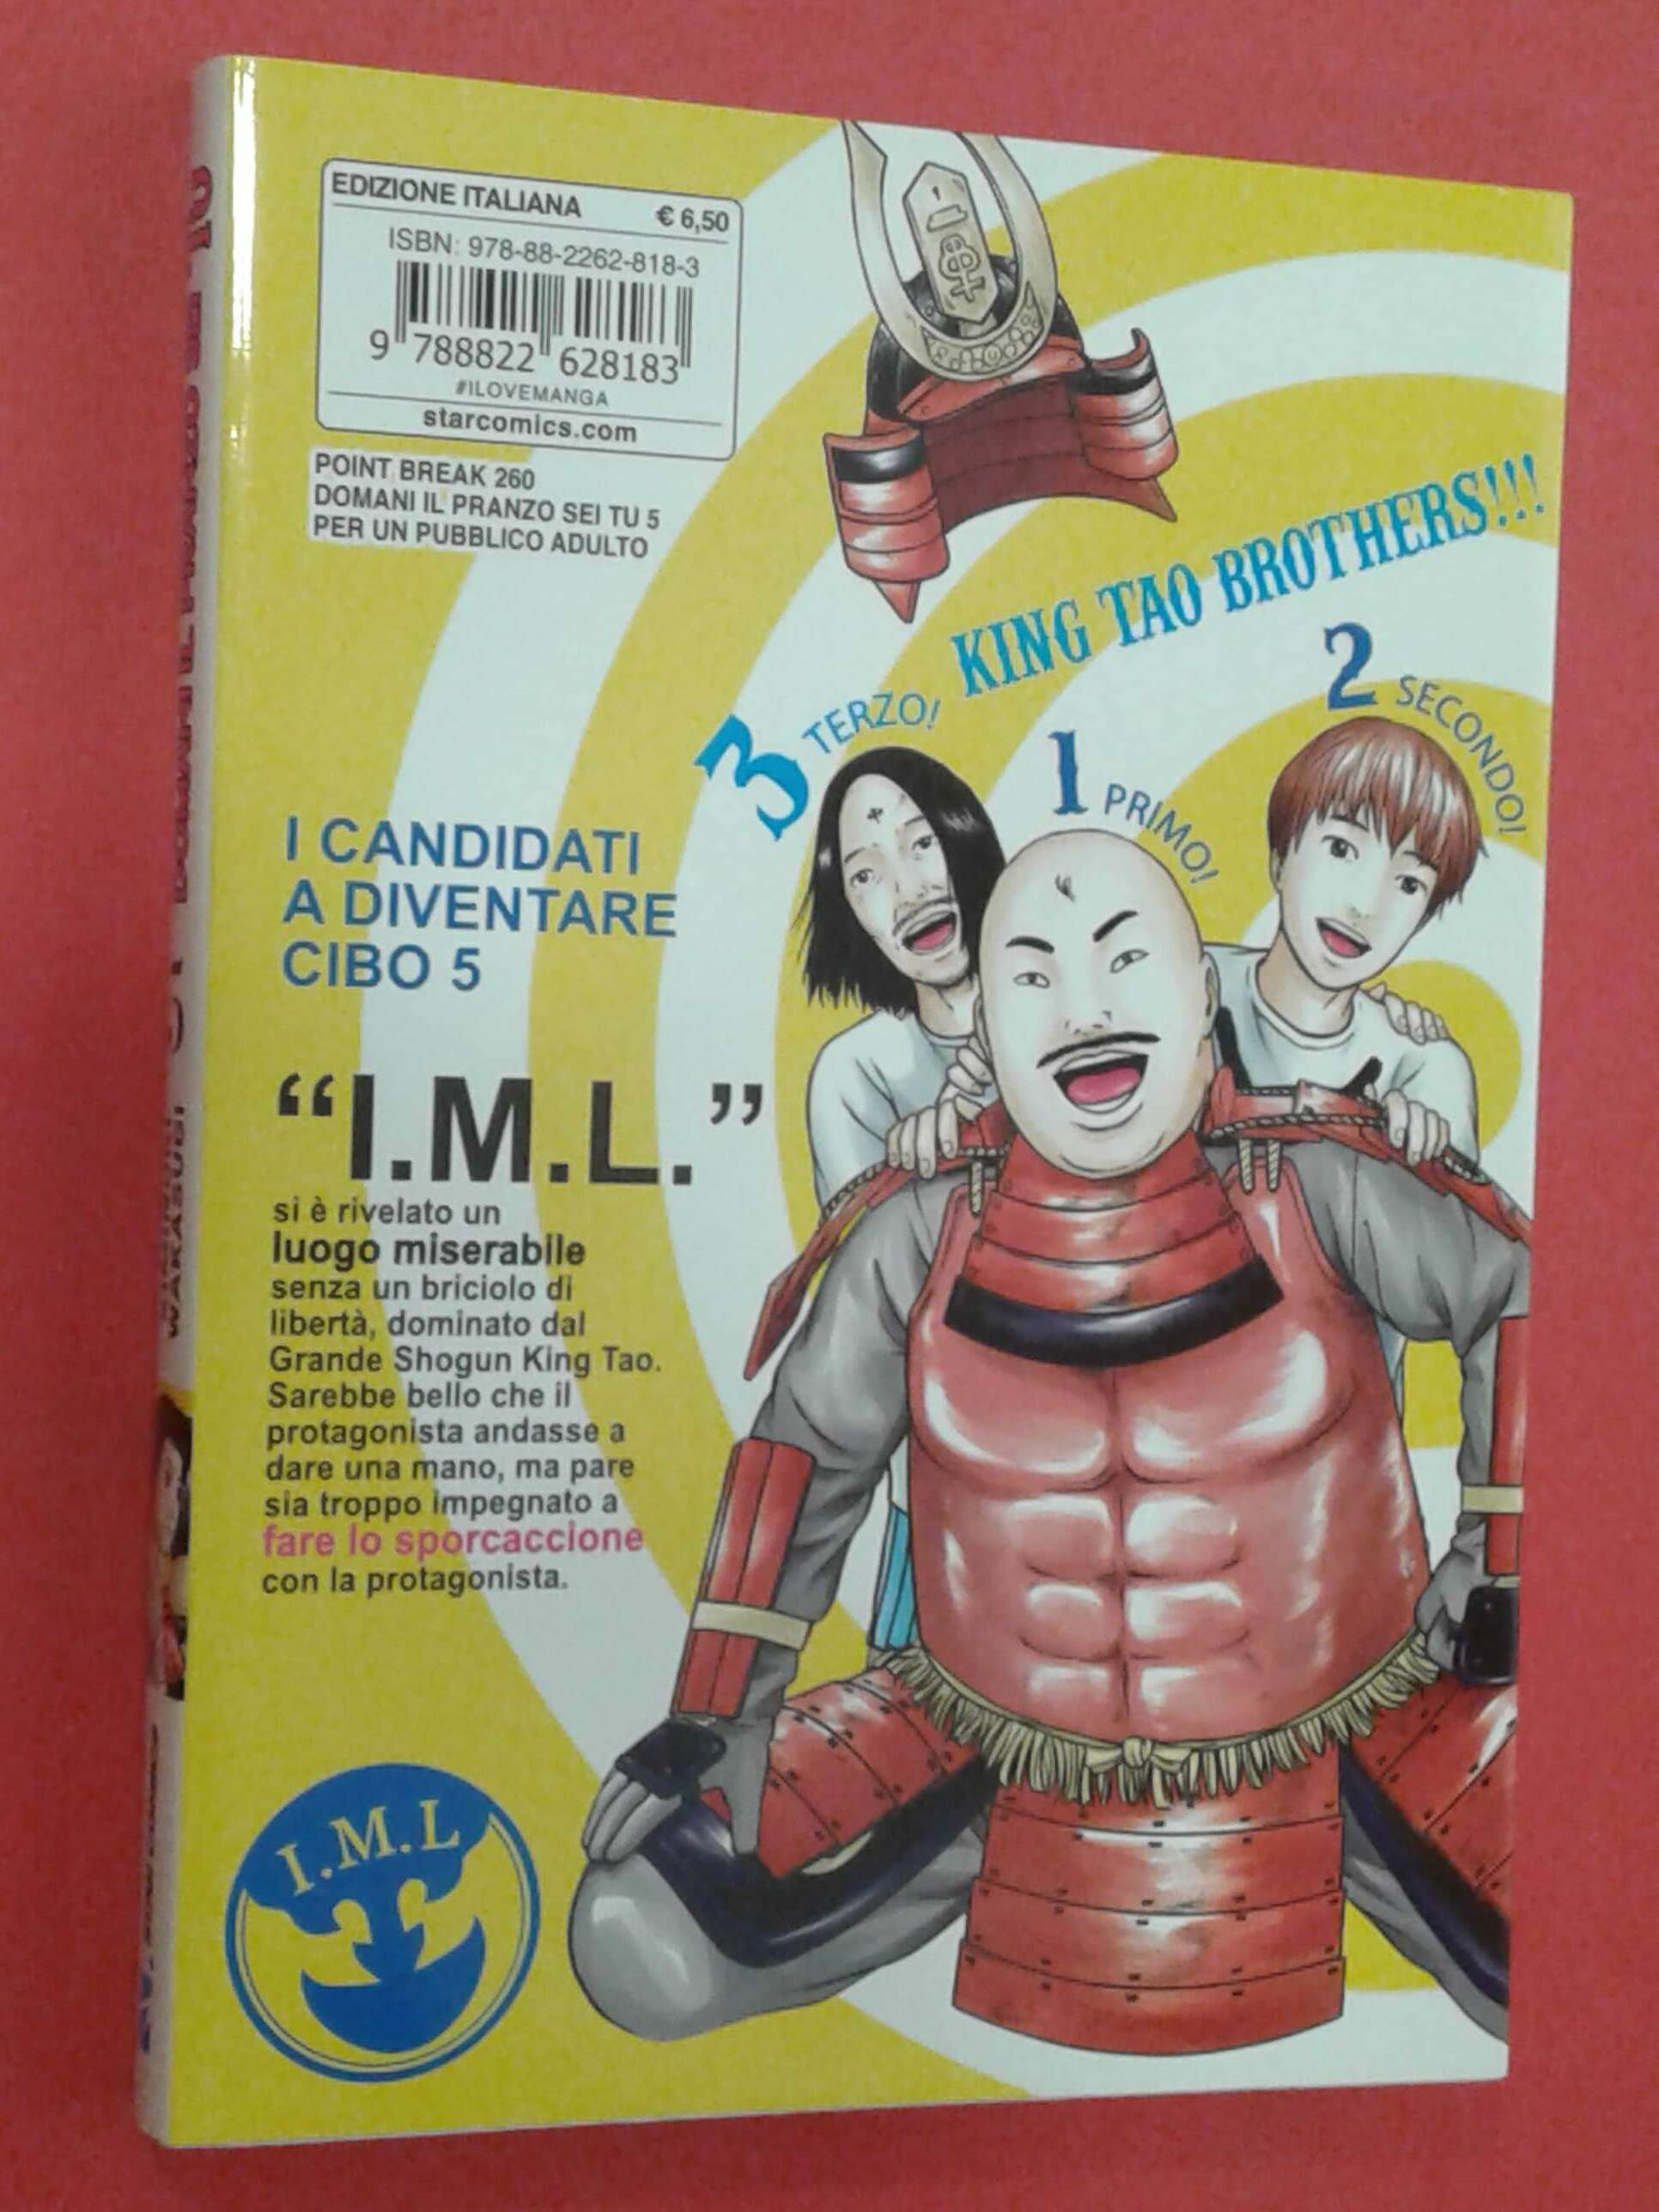 EDIZIONE ITALIANA € 6,50
ISBN: 978-88-2262-818-3
9 788822 628183
#ILOVEMANGA
starcomics.com
POINT BREAK 260
DOMANI IL PRANZO SEI TU 5
PER UN PUBBLICO ADULTO
KING TAO BROTHERS!!!
3 TERZO!
1 PRIMO!
2 SECONDO!
I CANDIDATI
A DIVENTARE
CIBO 5
“I.M.L.”
si è rivelato un
luogo miserabile
senza un briciolo di
libertà, dominato dal
Grande Shogun King Tao.
Sarebbe bello che il
protagonista andasse a
dare una mano, ma pare
sia troppo impegnato a
fare lo sporcaccione
con la protagonista.
I.M.L
WAKASUGI